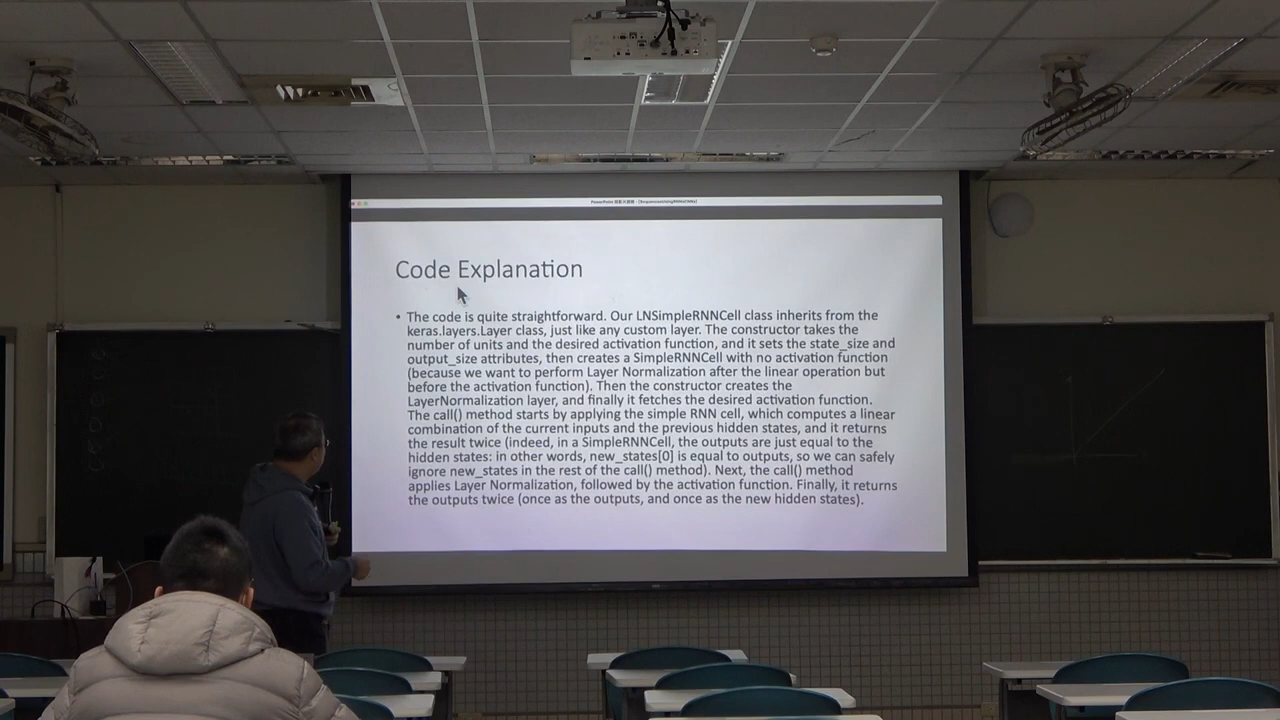 Code Explanation
• The code is quite straightforward. Our LNSimpleRNNCell class inherits from the
keras.layers.Layer class, just like any custom layer. The constructor takes the
number of units and the desired activation function, and it sets the state_size and
output_size attributes, then creates a SimpleRNNCell with no activation function
(because we want to perform Layer Normalization after the linear operation but
before the activation function). Then the constructor creates the
LayerNormalization layer, and finally it fetches the desired activation function.
The call() method starts by applying the simple RNN cell, which computes a linear
combination of the current inputs and the previous hidden states, and it returns
the result twice (indeed, in a SimpleRNNCell, the outputs are just equal to the
hidden states: in other words, new_states[0] is equal to outputs, so we can safely
ignore new_states in the rest of the call() method). Next, the call() method
applies Layer Normalization, followed by the activation function. Finally, it returns
the outputs twice (once as the outputs, and once as the new hidden states).